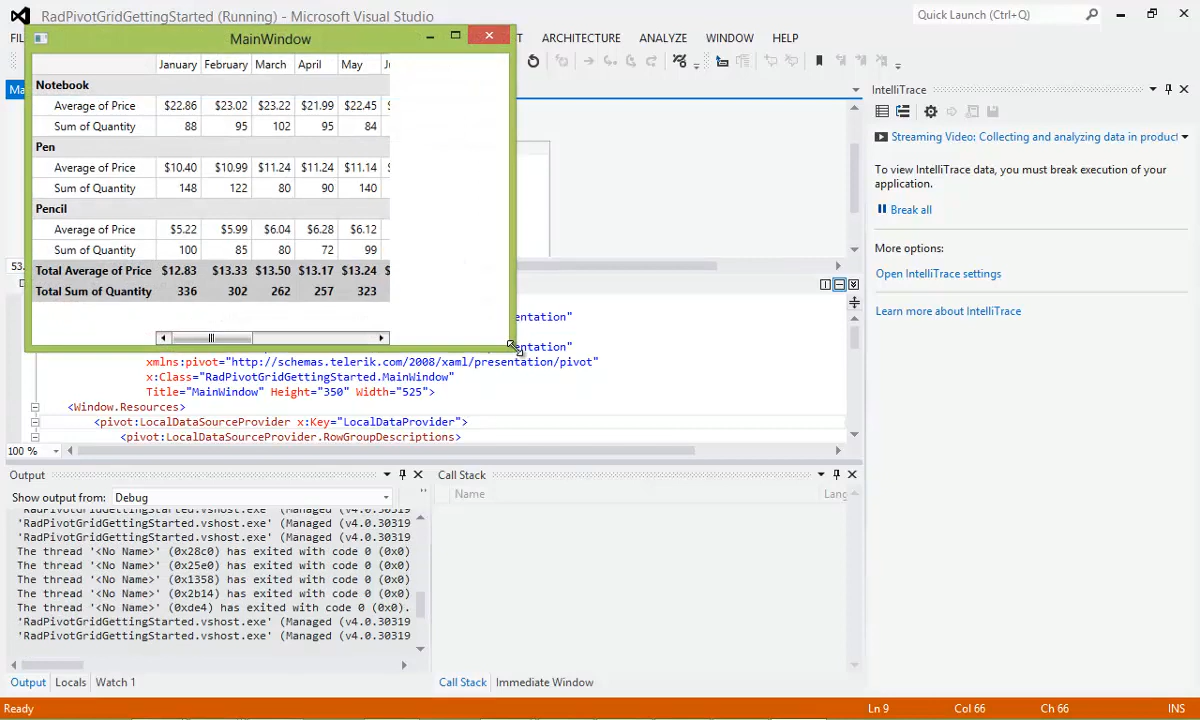 RadPivotGridGettingStarted (Running) - Microsoft Visual Studio
Quick Launch (Ctrl+Q)
MainWindow
ARCHITECTURE ANALYZE WINDOW HELP
January February March April May
Notebook
Average of Price $22.86 $23.02 $23.22 $21.99 $22.45
Sum of Quantity 88 95 102 95 84
Pen
Average of Price $10.40 $10.99 $11.24 $11.24 $11.14
Sum of Quantity 148 122 80 90 140
Pencil
Average of Price $5.22 $5.99 $6.04 $6.28 $6.12
Sum of Quantity 100 85 80 72 99
Total Average of Price $12.83 $13.33 $13.50 $13.17 $13.24
Total Sum of Quantity 336 302 262 257 323
entation"
entation"
xmlns:pivot="http://schemas.telerik.com/2008/xaml/presentation/pivot"
x:Class="RadPivotGridGettingStarted.MainWindow"
Title="MainWindow" Height="350" Width="525">
<Window.Resources>
<pivot:LocalDataSourceProvider x:Key="LocalDataProvider">
<pivot:LocalDataSourceProvider.RowGroupDescriptions>
100 %
IntelliTrace
Streaming Video: Collecting and analyzing data in product
To view IntelliTrace data, you must break execution of your
application.
Break all
More options:
Open IntelliTrace settings
Learn more about IntelliTrace
Output
Show output from: Debug
'RadPivotGridGettingStarted.vshost.exe' (Managed (v4.0.30319
'RadPivotGridGettingStarted.vshost.exe' (Managed (v4.0.30319
'RadPivotGridGettingStarted.vshost.exe' (Managed (v4.0.30319
The thread '<No Name>' (0x28c0) has exited with code 0 (0x0)
The thread '<No Name>' (0x25e0) has exited with code 0 (0x0)
The thread '<No Name>' (0x1358) has exited with code 0 (0x0)
The thread '<No Name>' (0x2b14) has exited with code 0 (0x0)
The thread '<No Name>' (0xde4) has exited with code 0 (0x0).
'RadPivotGridGettingStarted.vshost.exe' (Managed (v4.0.30319
'RadPivotGridGettingStarted.vshost.exe' (Managed (v4.0.30319
Output Locals Watch 1
Call Stack
Name Lang
Call Stack Immediate Window
Ready Ln 9 Col 66 Ch 66 INS